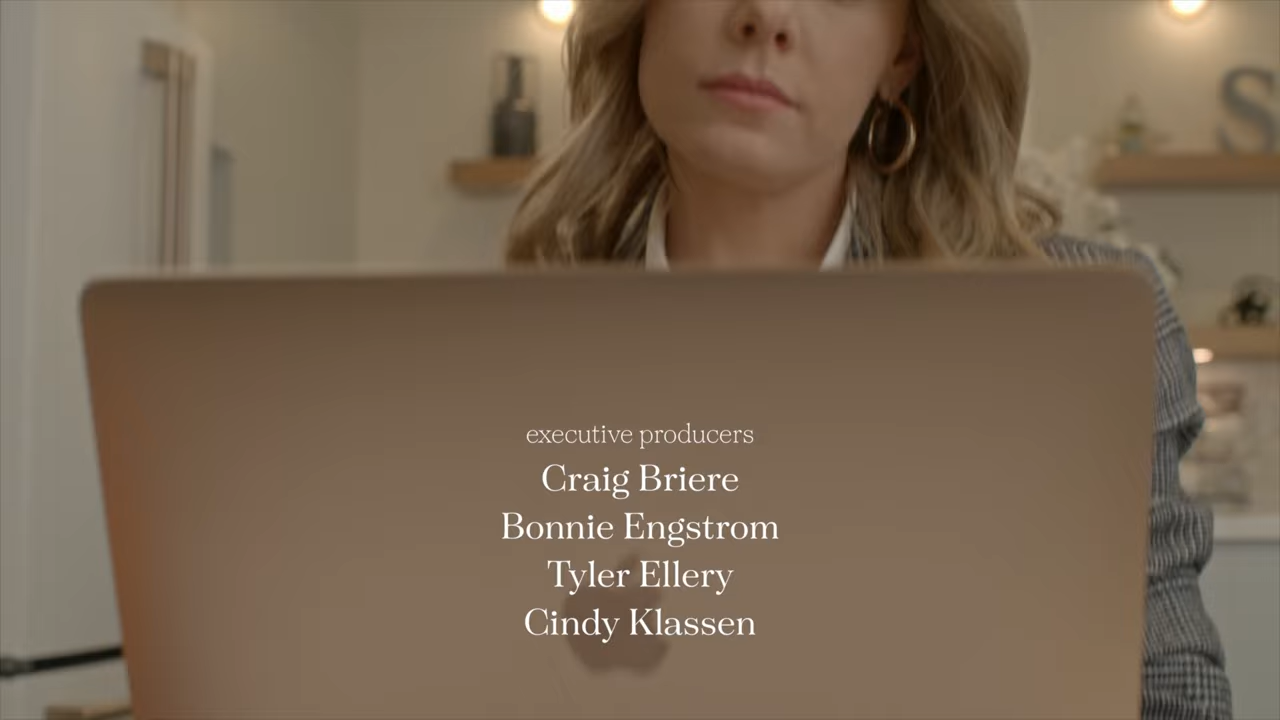 S
executive producers
Craig Briere
Bonnie Engstrom
Tyler Ellery
Cindy Klassen